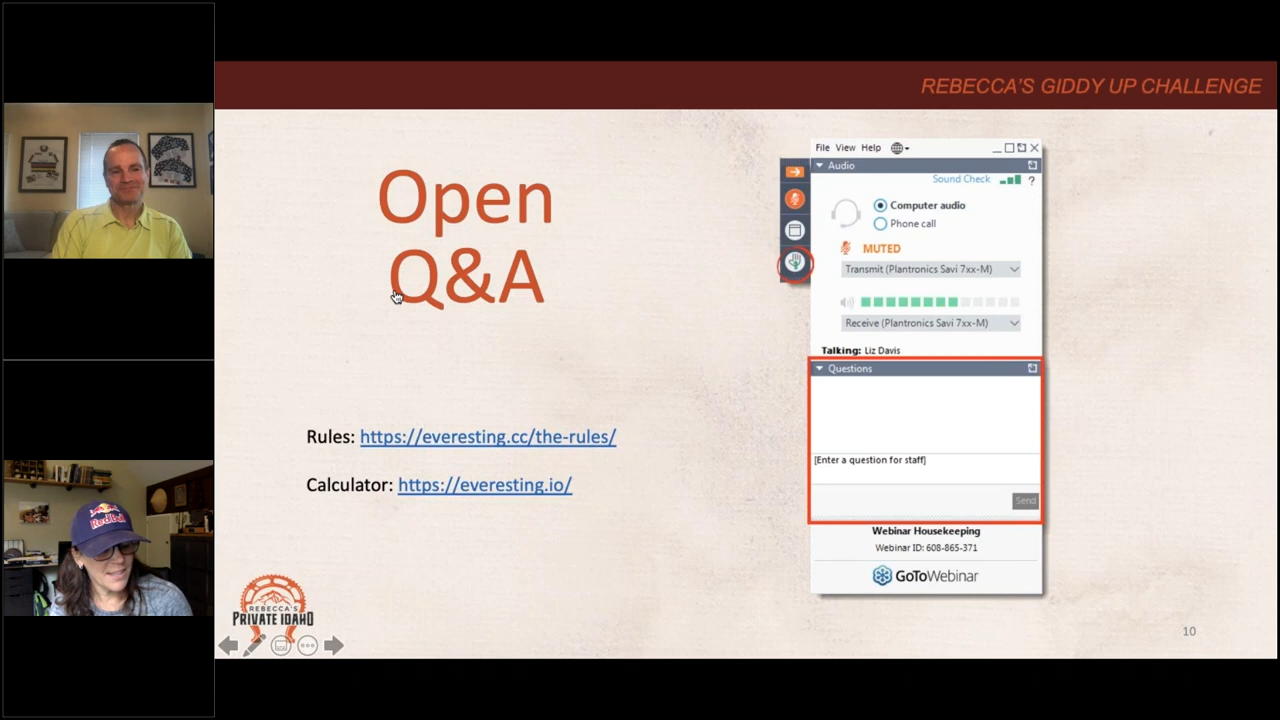 REBECCA'S GIDDY UP CHALLENGE
Open
Q&A
Rules: https://everesting.cc/the-rules/
Calculator: https://everesting.io/
File View Help
Audio
Sound Check
?
Computer audio
Phone call
MUTED
Transmit (Plantronics Savi 7xx-M)
Receive (Plantronics Savi 7xx-M)
Talking: Liz Davis
Questions
[Enter a question for staff]
Send
Webinar Housekeeping
Webinar ID: 608-865-371
GoToWebinar
RedBull
REBECCA'S
PRIVATE IDAHO
10